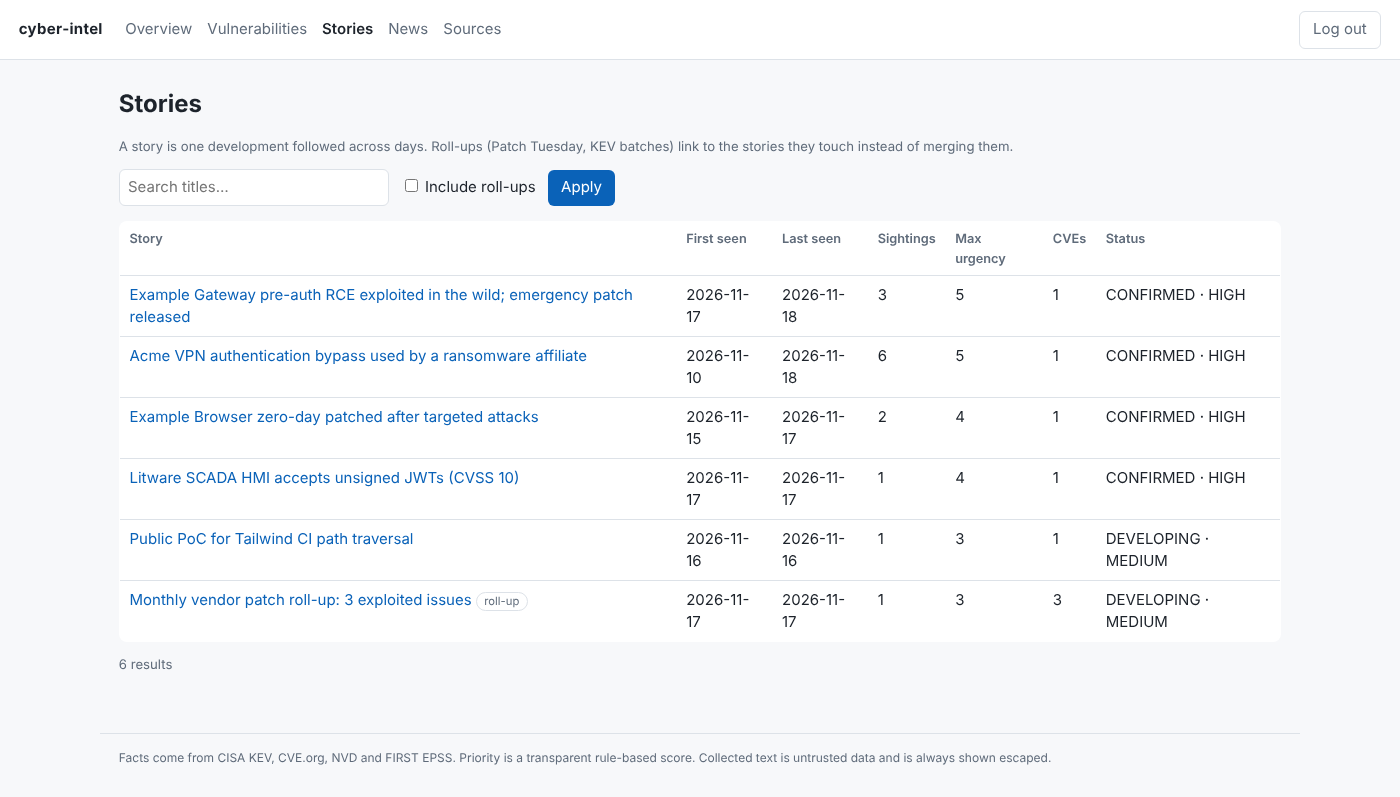 cyber-intel Overview Vulnerabilities Stories News Sources Log out
Stories
A story is one development followed across days. Roll-ups (Patch Tuesday, KEV batches) link to the stories they touch instead of merging them.
Search titles... Include roll-ups Apply
Story First seen Last seen Sightings Max urgency CVEs Status
Example Gateway pre-auth RCE exploited in the wild; emergency patch released 2026-11-17 2026-11-18 3 5 1 CONFIRMED · HIGH
Acme VPN authentication bypass used by a ransomware affiliate 2026-11-10 2026-11-18 6 5 1 CONFIRMED · HIGH
Example Browser zero-day patched after targeted attacks 2026-11-15 2026-11-17 2 4 1 CONFIRMED · HIGH
Litware SCADA HMI accepts unsigned JWTs (CVSS 10) 2026-11-17 2026-11-17 1 4 1 CONFIRMED · HIGH
Public PoC for Tailwind CI path traversal 2026-11-16 2026-11-16 1 3 1 DEVELOPING · MEDIUM
Monthly vendor patch roll-up: 3 exploited issues roll-up 2026-11-17 2026-11-17 1 3 3 DEVELOPING · MEDIUM
6 results
Facts come from CISA KEV, CVE.org, NVD and FIRST EPSS. Priority is a transparent rule-based score. Collected text is untrusted data and is always shown escaped.